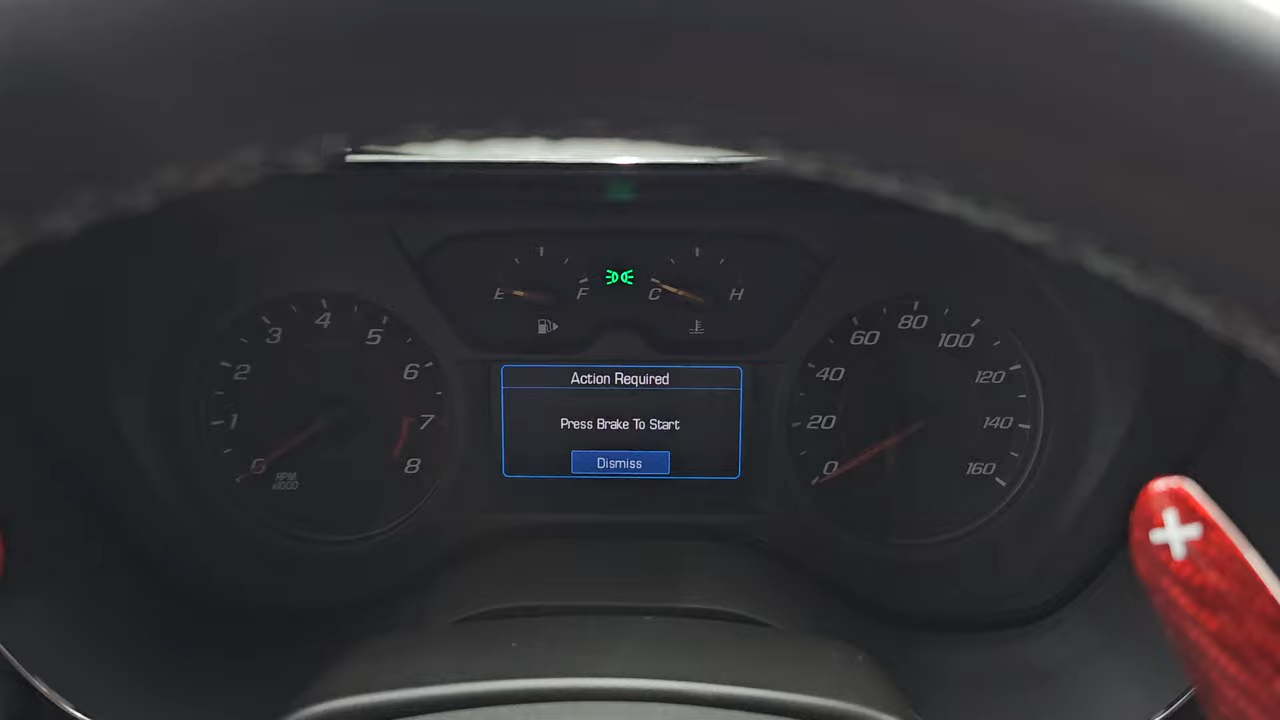 E F C H
3 4 5
2 6
1 7
0 8
RPM
x1000
Action Required
Press Brake To Start
Dismiss
60 80 100
40 120
20 140
0 160
+